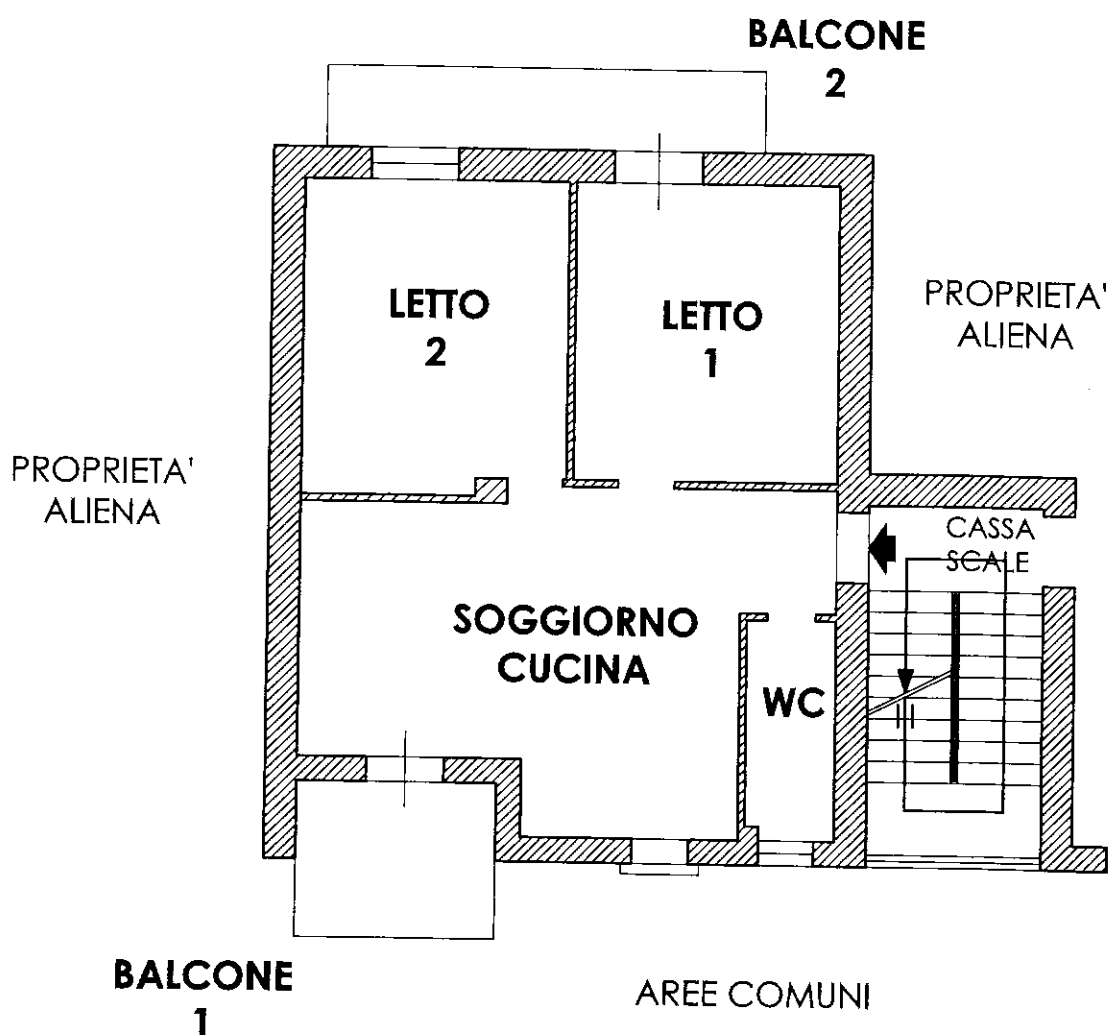 BALCONE
2
LETTO
2
LETTO
1
PROPRIETA'
ALIENA
PROPRIETA'
ALIENA
CASSA
SCALE
SOGGIORNO
CUCINA
WC
BALCONE
1
AREE COMUNI